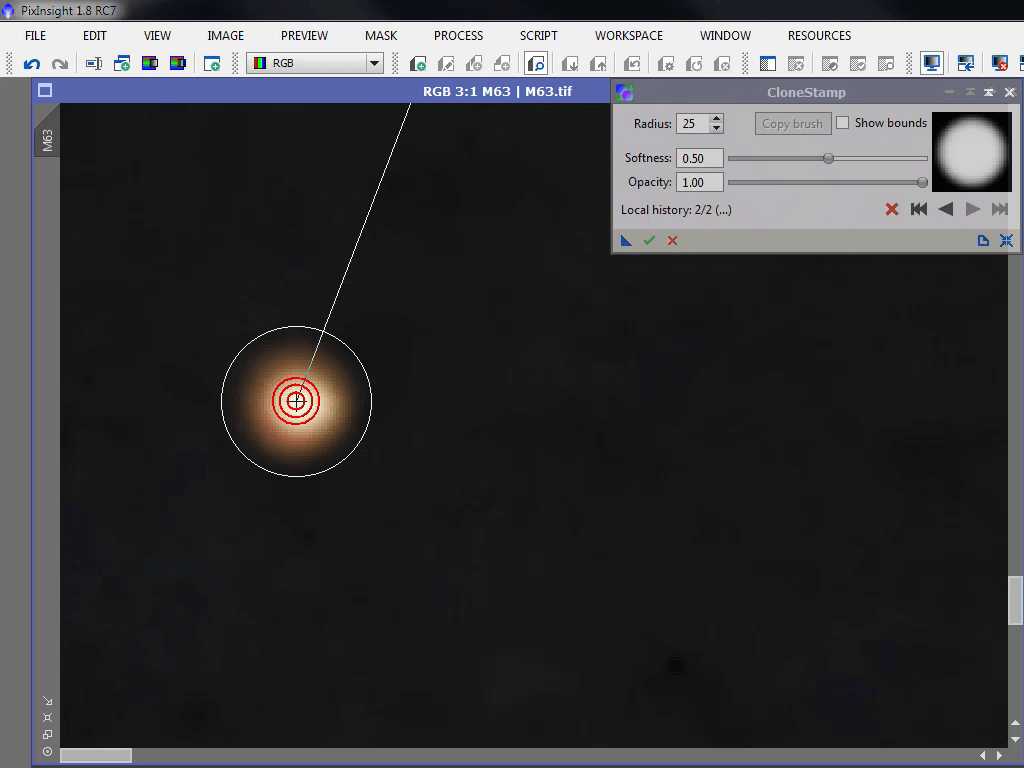 PixInsight 1.8 RC7
FILE EDIT VIEW IMAGE PREVIEW MASK PROCESS SCRIPT WORKSPACE WINDOW RESOURCES
RGB
RGB 3:1 M63 | M63.tif
M63
CloneStamp
Radius: 25 Copy brush Show bounds
Softness: 0.50
Opacity: 1.00
Local history: 2/2 (...)